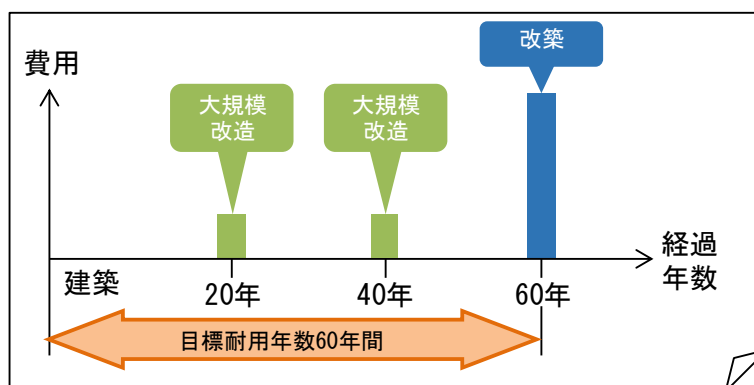 費用
大規模
改造
大規模
改造
改築
建築
20年
40年
60年
経過
年数
目標耐用年数60年間